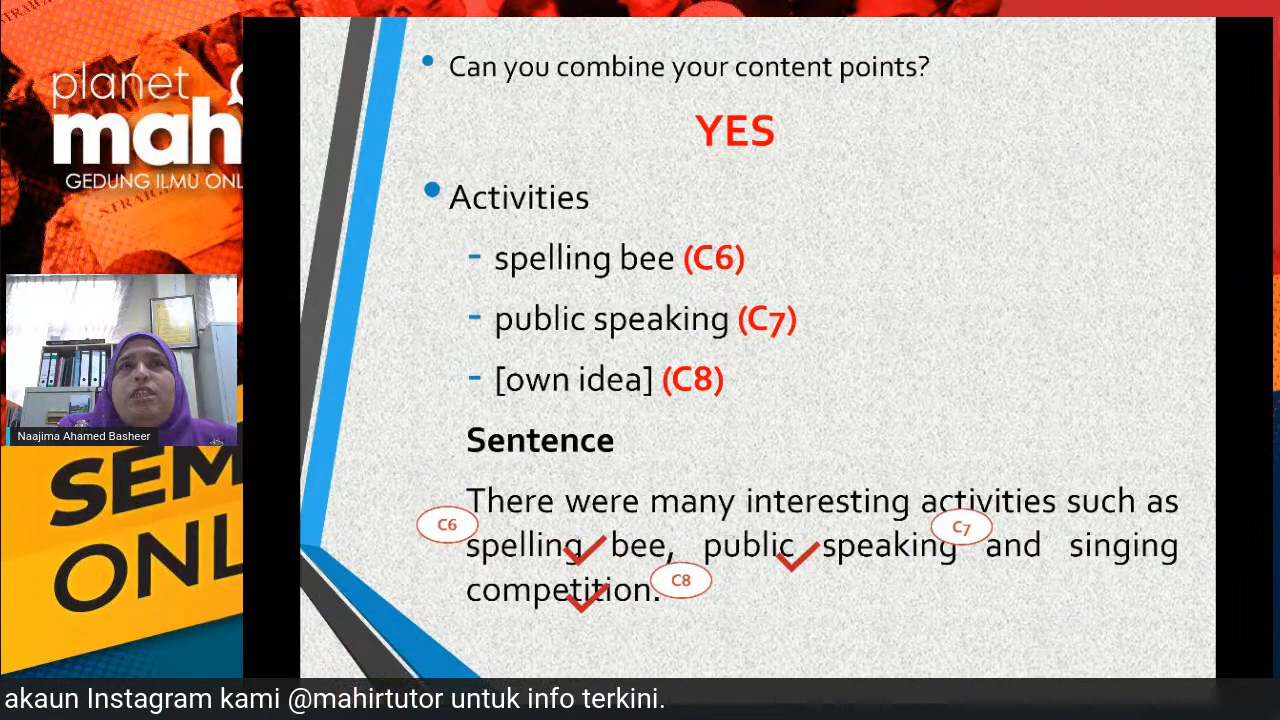 planet
mah
GEDUNG ILMU ONL
Naajima Ahamed Basheer
SEM
ONL
• Can you combine your content points?
YES
• Activities
- spelling bee (C6)
- public speaking (C7)
- [own idea] (C8)
Sentence
There were many interesting activities such as
C6
C7
spelling bee, public speaking and singing
C8
competition.
akaun Instagram kami @mahirtutor untuk info terkini.